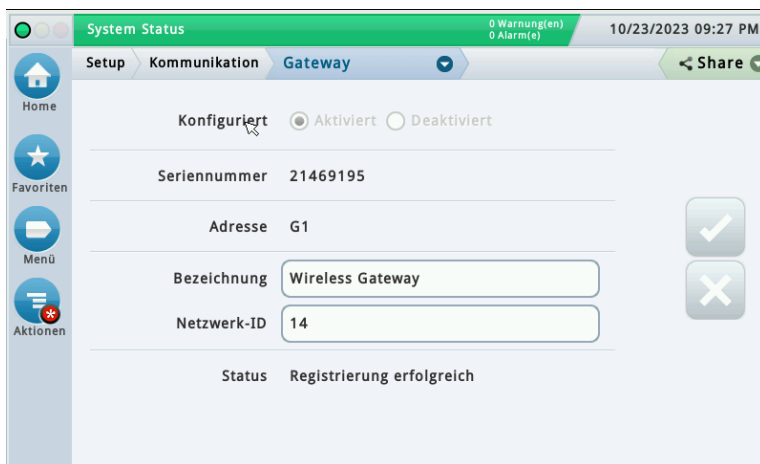 System Status
0 Warnung(en)
0 Alarm(e)
10/23/2023 09:27 PM
Setup Kommunikation Gateway
Share
Home
Favoriten
Menü
Aktionen
Konfiguriert Aktiviert Deaktiviert
Seriennummer 21469195
Adresse G1
Bezeichnung Wireless Gateway
Netzwerk-ID 14
Status Registrierung erfolgreich